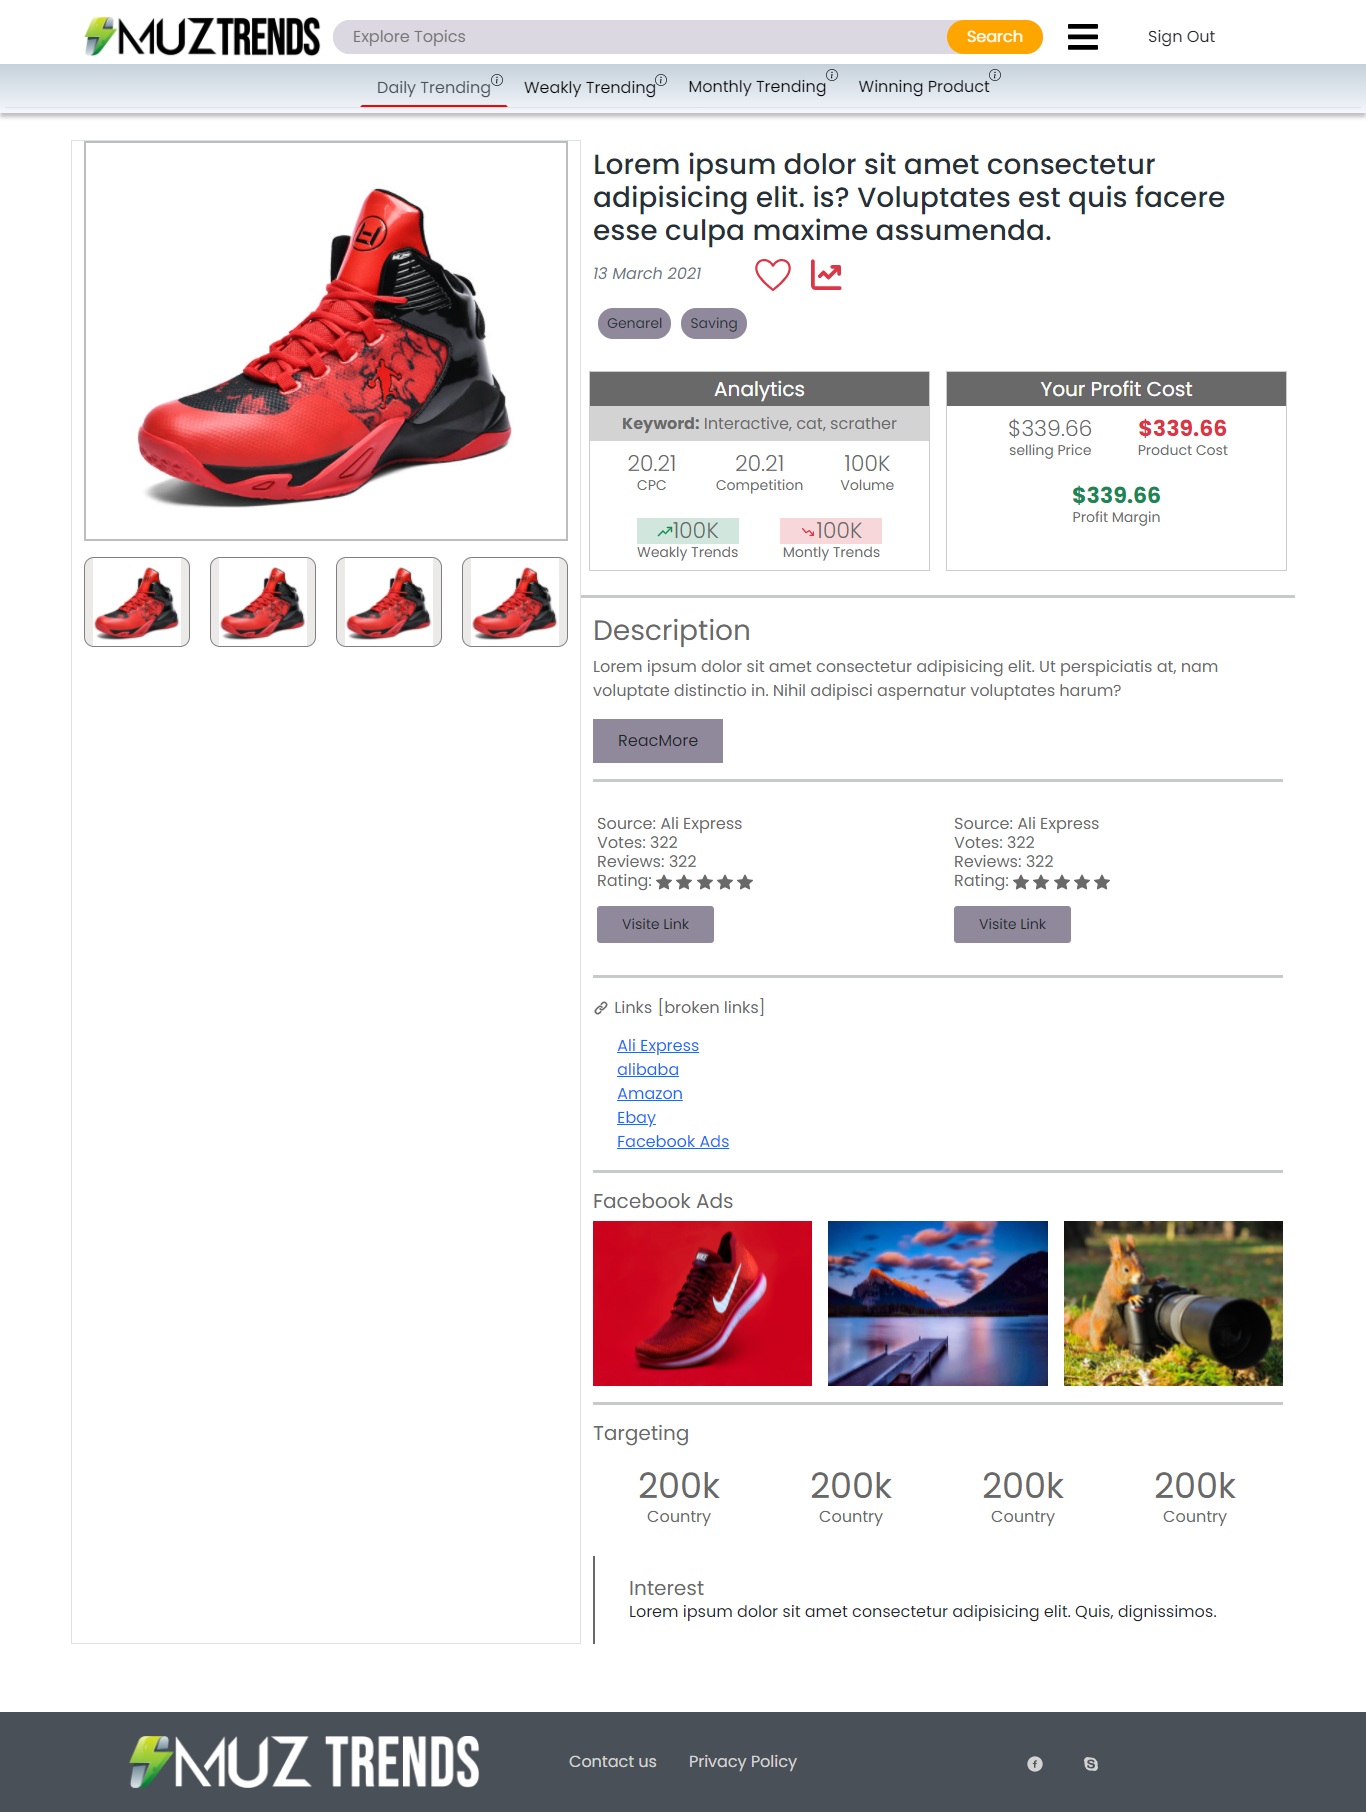 MUZTRENDS
Explore Topics
Search
Sign Out
Daily Trending
Weakly Trending
Monthly Trending
Winning Product
Lorem ipsum dolor sit amet consectetur
adipisicing elit. is? Voluptates est quis facere
esse culpa maxime assumenda.
13 March 2021
Genarel Saving
Analytics
Keyword: Interactive, cat, scrather
20.21 20.21 100K
CPC Competition Volume
100K 100K
Weakly Trends Montly Trends
Your Profit Cost
$339.66 $339.66
selling Price Product Cost
$339.66
Profit Margin
Description
Lorem ipsum dolor sit amet consectetur adipisicing elit. Ut perspiciatis at, nam
voluptate distinctio in. Nihil adipisci aspernatur voluptates harum?
ReacMore
Source: Ali Express
Votes: 322
Reviews: 322
Rating:
Visite Link
Source: Ali Express
Votes: 322
Reviews: 322
Rating:
Visite Link
Links [broken links]
Ali Express
alibaba
Amazon
Ebay
Facebook Ads
Facebook Ads
Targeting
200k 200k 200k 200k
Country Country Country Country
Interest
Lorem ipsum dolor sit amet consectetur adipisicing elit. Quis, dignissimos.
MUZ TRENDS
Contact us Privacy Policy